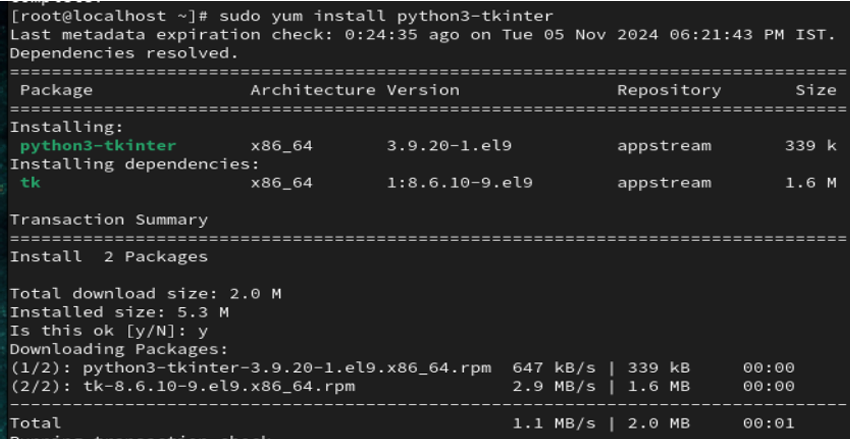 [root@localhost ~]# sudo yum install python3-tkinter
Last metadata expiration check: 0:24:35 ago on Tue 05 Nov 2024 06:21:43 PM IST.
Dependencies resolved.
================================================================================
Package Architecture Version Repository Size
================================================================================
Installing:
python3-tkinter x86_64 3.9.20-1.el9 appstream 339 k
Installing dependencies:
tk x86_64 1:8.6.10-9.el9 appstream 1.6 M
Transaction Summary
================================================================================
Install 2 Packages
Total download size: 2.0 M
Installed size: 5.3 M
Is this ok [y/N]: y
Downloading Packages:
(1/2): python3-tkinter-3.9.20-1.el9.x86_64.rpm 647 kB/s | 339 kB 00:00
(2/2): tk-8.6.10-9.el9.x86_64.rpm 2.9 MB/s | 1.6 MB 00:00
--------------------------------------------------------------------------------
Total 1.1 MB/s | 2.0 MB 00:01